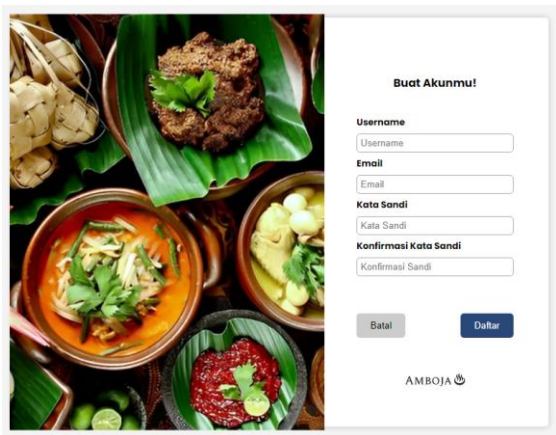 Buat Akunmu!
Username
Username
Email
Email
Kata Sandi
Kata Sandi
Konfirmasi Kata Sandi
Konfirmasi Sandi
Batal Daftar
AMBOJA